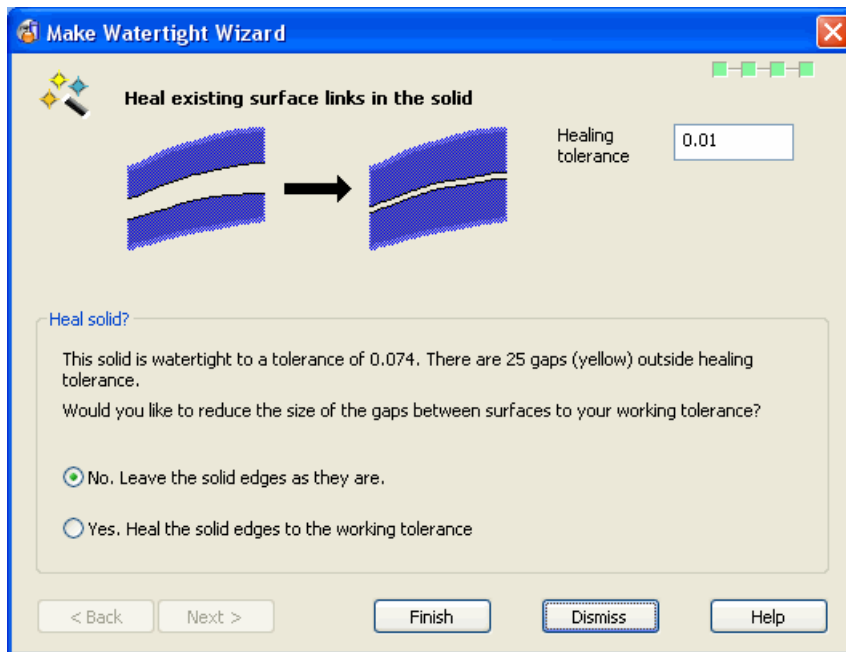 Make Watertight Wizard
Heal existing surface links in the solid
Healing
tolerance
0.01
Heal solid?
This solid is watertight to a tolerance of 0.074. There are 25 gaps (yellow) outside healing
tolerance.
Would you like to reduce the size of the gaps between surfaces to your working tolerance?
No. Leave the solid edges as they are.
Yes. Heal the solid edges to the working tolerance
< Back
Next >
Finish
Dismiss
Help